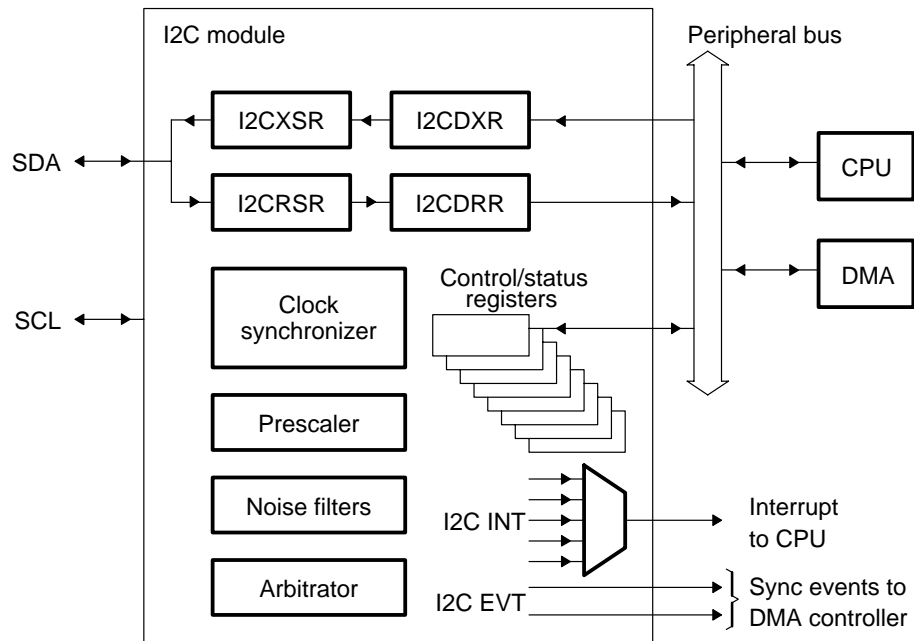 I2C module
Peripheral bus
I2CXSR
I2CDXR
SDA
CPU
I2CRSR
I2CDRR
Control/status
registers
DMA
SCL
Clock
synchronizer
Prescaler
Noise filters
I2C INT
Interrupt
to CPU
Arbitrator
I2C EVT
Sync events to
DMA controller